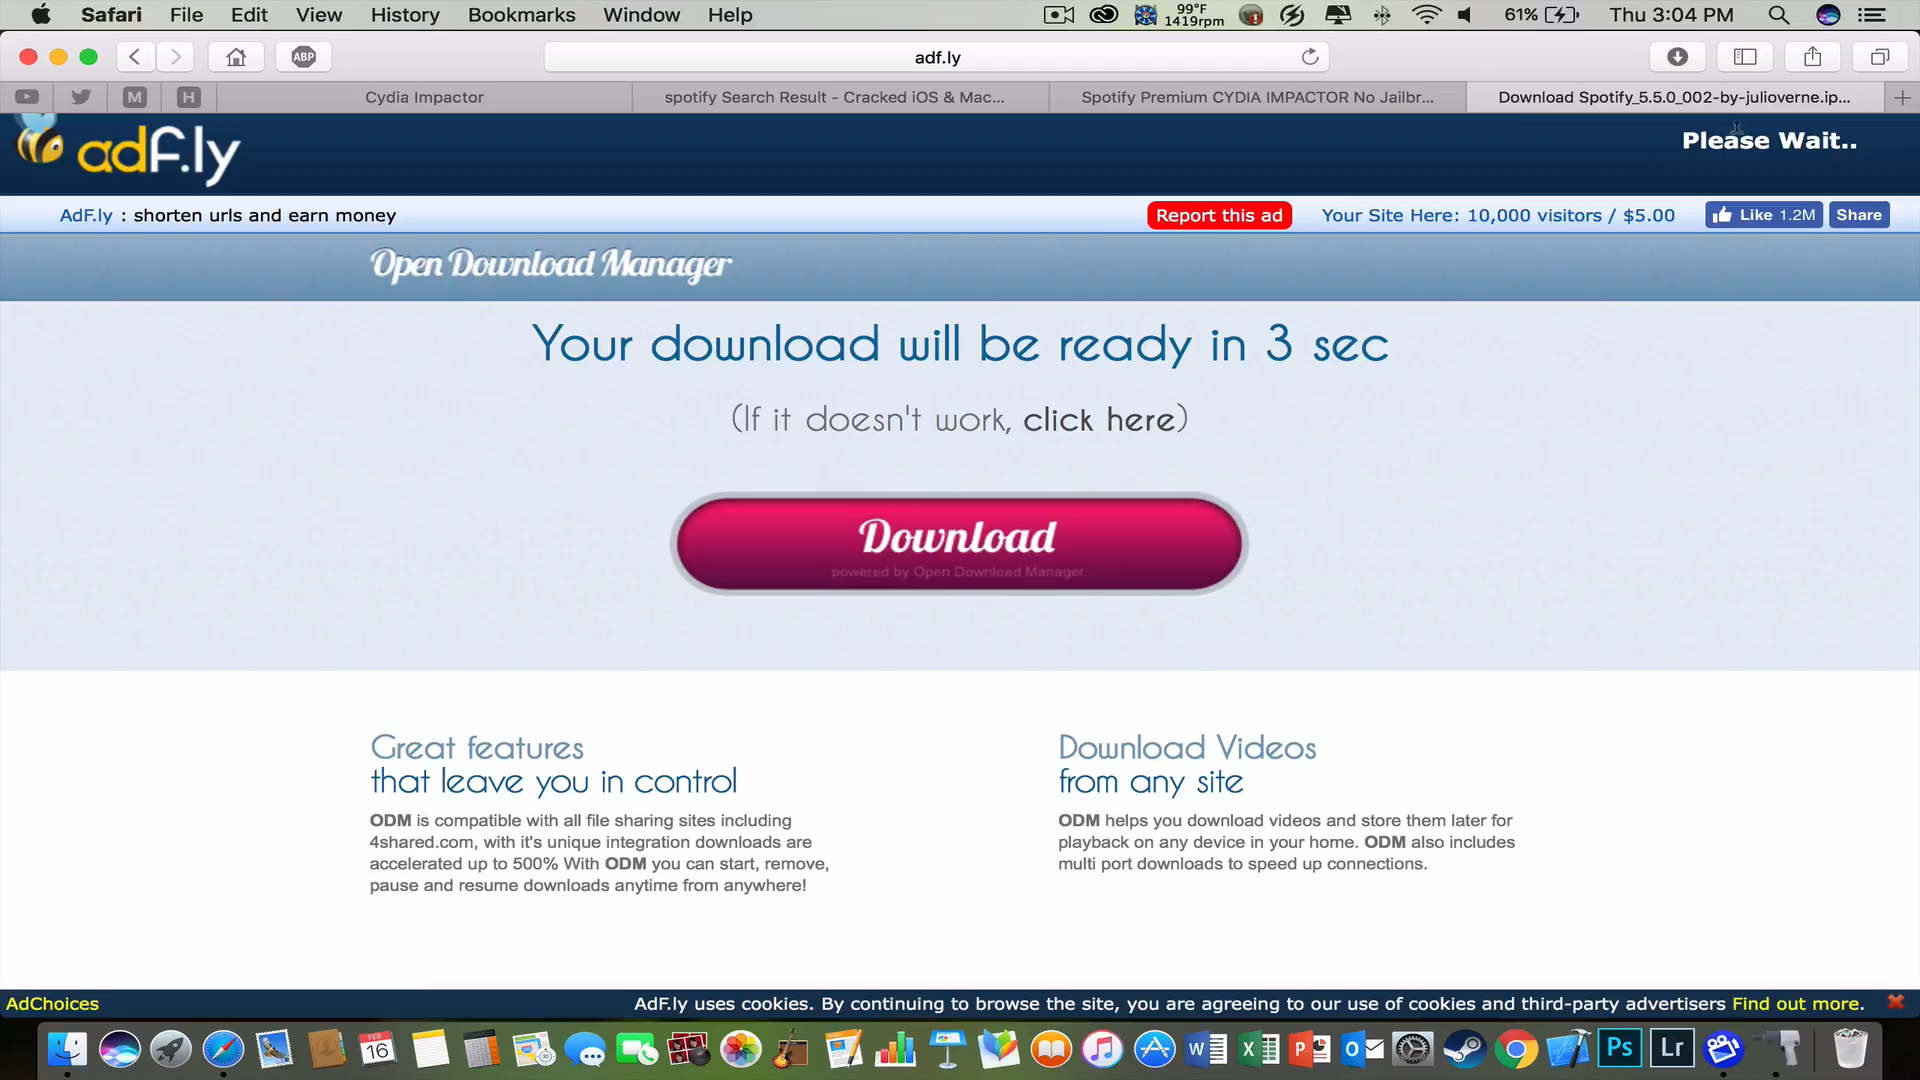 Safari File Edit View History Bookmarks Window Help 99°F 1419rpm 61% Thu 3:04 PM
ABP adf.ly
M H Cydia Impactor spotify Search Result - Cracked iOS & Mac... Spotify Premium CYDIA IMPACTOR No Jailbr... Download Spotify_5.5.0_002-by-julioverne.ip...
adf.ly Please Wait..
AdF.ly : shorten urls and earn money Report this ad Your Site Here: 10,000 visitors / $5.00 Like 1.2M Share
Open Download Manager
Your download will be ready in 3 sec
(If it doesn't work, click here)
Download
powered by Open Download Manager
Great features
that leave you in control
ODM is compatible with all file sharing sites including
4shared.com, with it's unique integration downloads are
accelerated up to 500% With ODM you can start, remove,
pause and resume downloads anytime from anywhere!
Download Videos
from any site
ODM helps you download videos and store them later for
playback on any device in your home. ODM also includes
multi port downloads to speed up connections.
AdChoices AdF.ly uses cookies. By continuing to browse the site, you are agreeing to our use of cookies and third-party advertisers Find out more.
FEB 16 W X P O Ps Lr